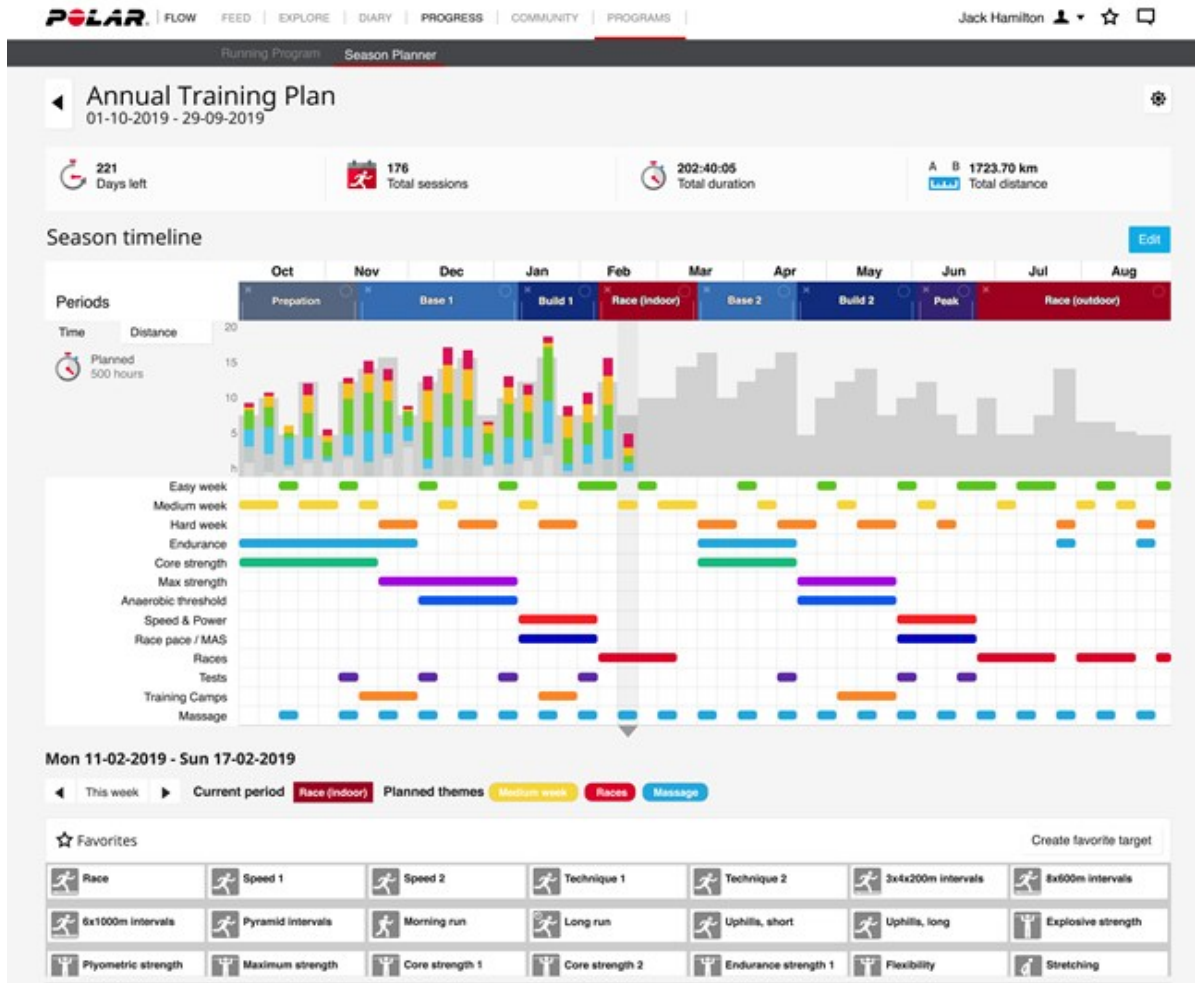 POLAR. FLOW FEED EXPLORE DIARY PROGRESS COMMUNITY PROGRAMS Jack Hamilton
Running Program Season Planner
Annual Training Plan
01-10-2019 - 29-09-2019
221 176 202:40:05 A B 1723.70 km
Days left Total sessions Total duration Total distance
Season timeline Edit
Oct Nov Dec Jan Feb Mar Apr May Jun Jul Aug
Periods Prepation Base 1 Build 1 Race (indoor) Base 2 Build 2 Peak Race (outdoor)
Time Distance 20
Planned 15
500 hours
10
5
h
Easy week
Medium week
Hard week
Endurance
Core strength
Max strength
Anaerobic threshold
Speed & Power
Race pace / MAS
Races
Tests
Training Camps
Massage
Mon 11-02-2019 - Sun 17-02-2019
This week Current period Race (indoor) Planned themes Medium week Races Massage
Favorites Create favorite target
Race Speed 1 Speed 2 Technique 1 Technique 2 3x4x200m intervals 8x600m intervals
6x1000m intervals Pyramid intervals Morning run Long run Uphills, short Uphills, long Explosive strength
Plyometric strength Maximum strength Core strength 1 Core strength 2 Endurance strength 1 Flexibility Stretching